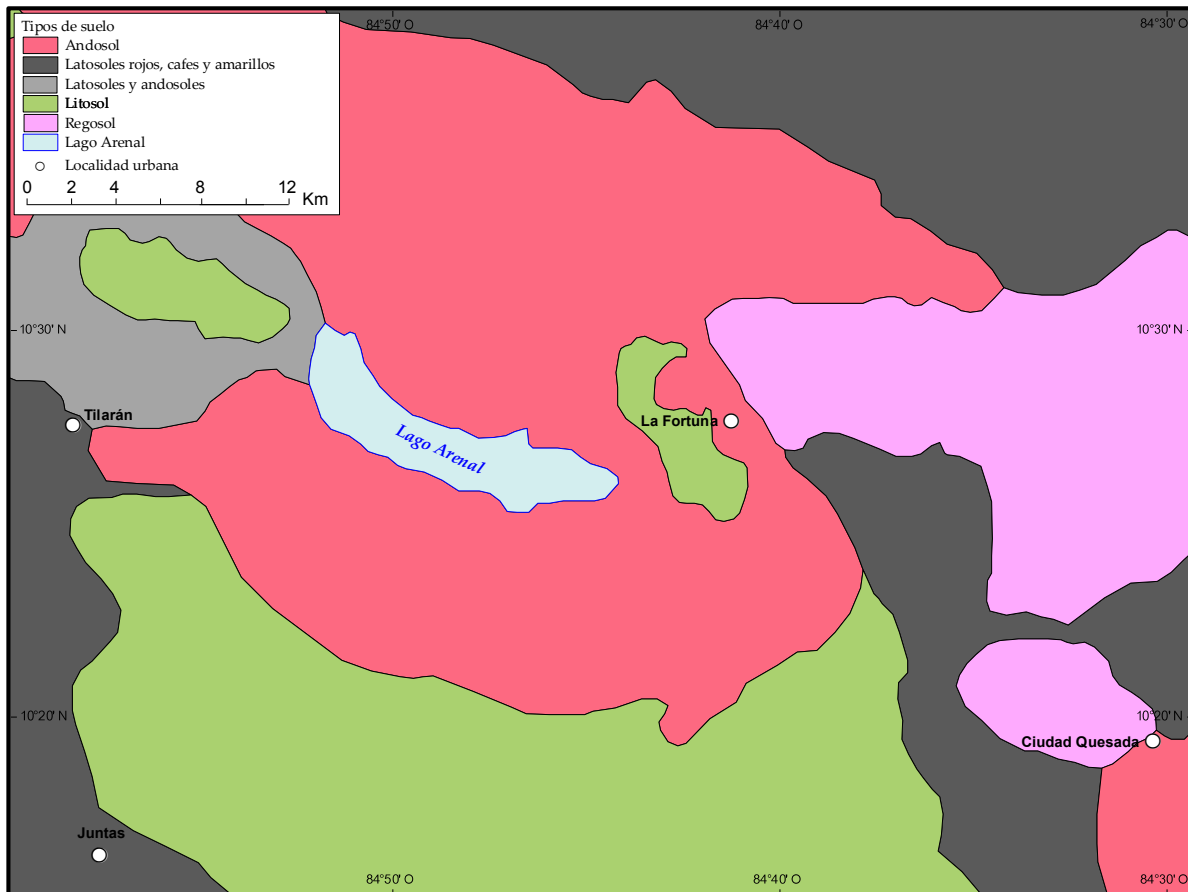 84°50' O
84°40' O
84°30' O
Tipos de suelo
Andosol
Latosoles rojos, cafes y amarillos
Latosoles y andosoles
Litosol
Regosol
Lago Arenal
Localidad urbana
0 2 4 8 12 Km
10°30' N
10°30' N
Tilarán
La Fortuna
Lago Arenal
10°20' N
10°20' N
Ciudad Quesada
Juntas
84°50' O
84°40' O
84°30' O